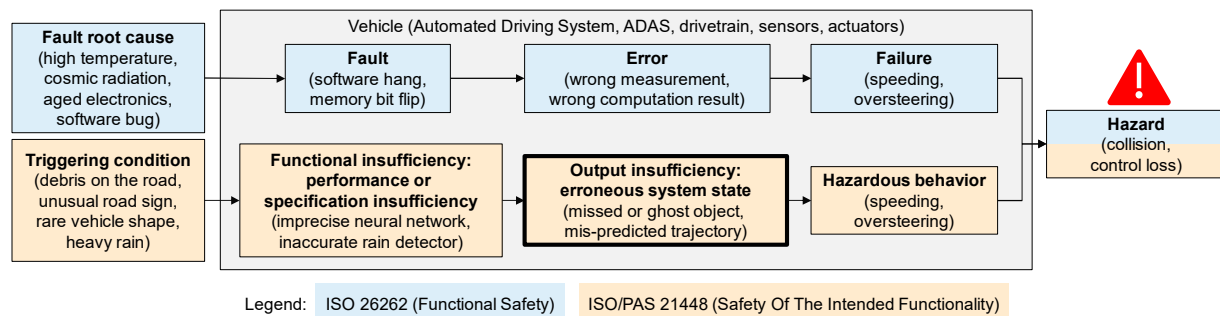 Vehicle (Automated Driving System, ADAS, drivetrain, sensors, actuators)
Fault root cause
(high temperature,
cosmic radiation,
aged electronics,
software bug)
Fault
(software hang,
memory bit flip)
Error
(wrong measurement,
wrong computation result)
Failure
(speeding,
oversteering)
Hazard
(collision,
control loss)
Triggering condition
(debris on the road,
unusual road sign,
rare vehicle shape,
heavy rain)
Functional insufficiency:
performance or
specification insufficiency
(imprecise neural network,
inaccurate rain detector)
Output insufficiency:
erroneous system state
(missed or ghost object,
mis-predicted trajectory)
Hazardous behavior
(speeding,
oversteering)
Legend: ISO 26262 (Functional Safety) ISO/PAS 21448 (Safety Of The Intended Functionality)